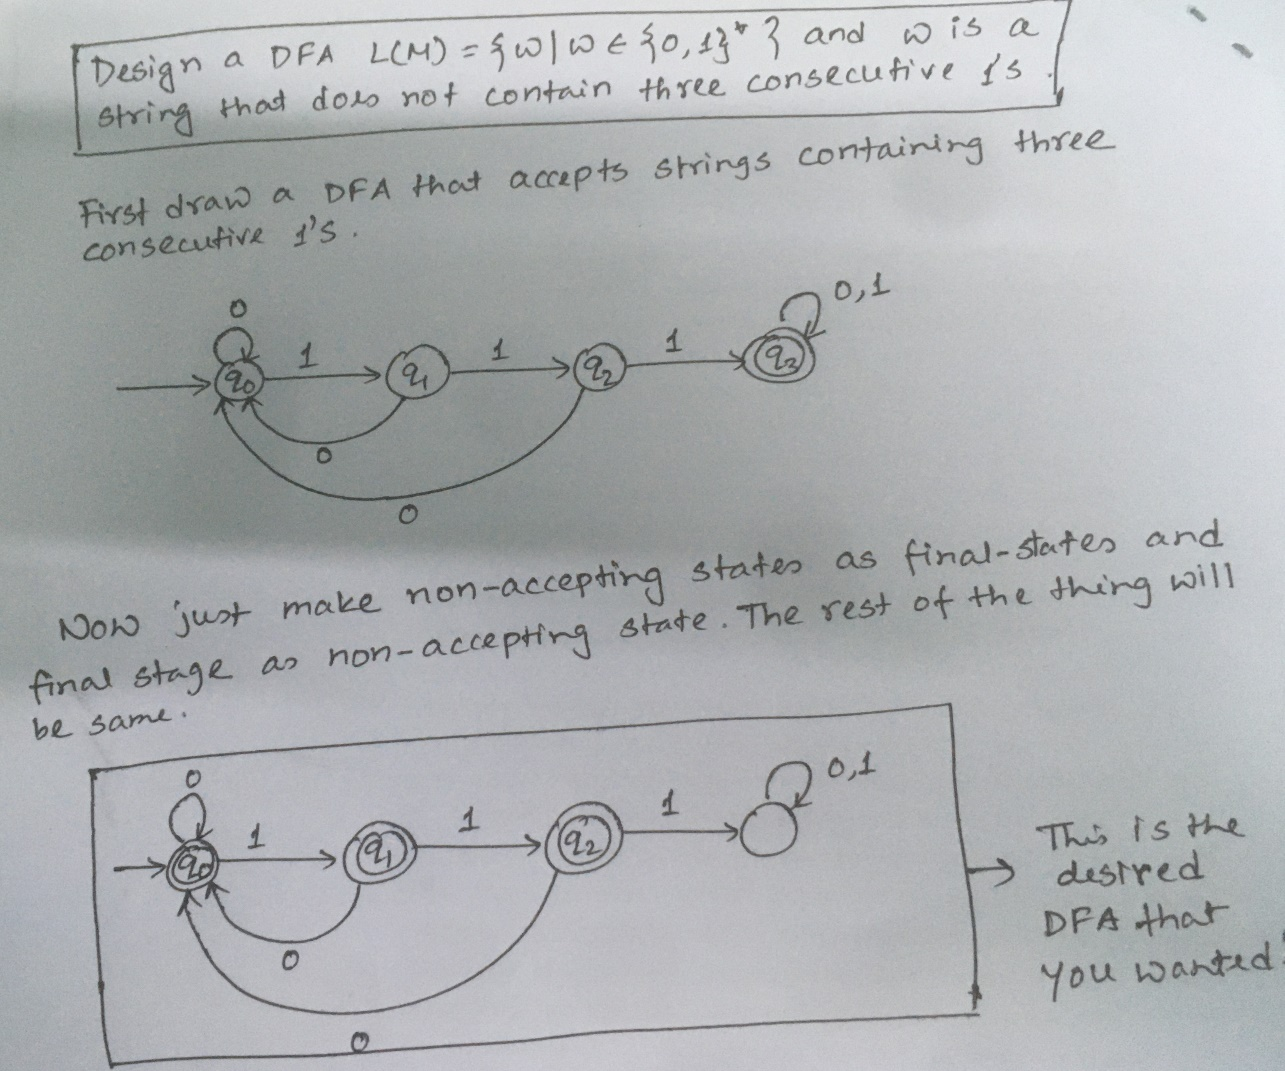 Design a DFA L(M) = {w | w ∈ {0,1}* } and w is a
string that does not contain three consecutive 1's.
First draw a DFA that accepts strings containing three
consecutive 1's.
0
1
1
1
0,1
q0
q1
q2
q3
0
0
Now just make non-accepting states as final-states and
final stage as non-accepting state. The rest of the thing will
be same.
0
1
1
1
0,1
q0
q1
q2
0
0
This is the
desired
DFA that
you wanted!